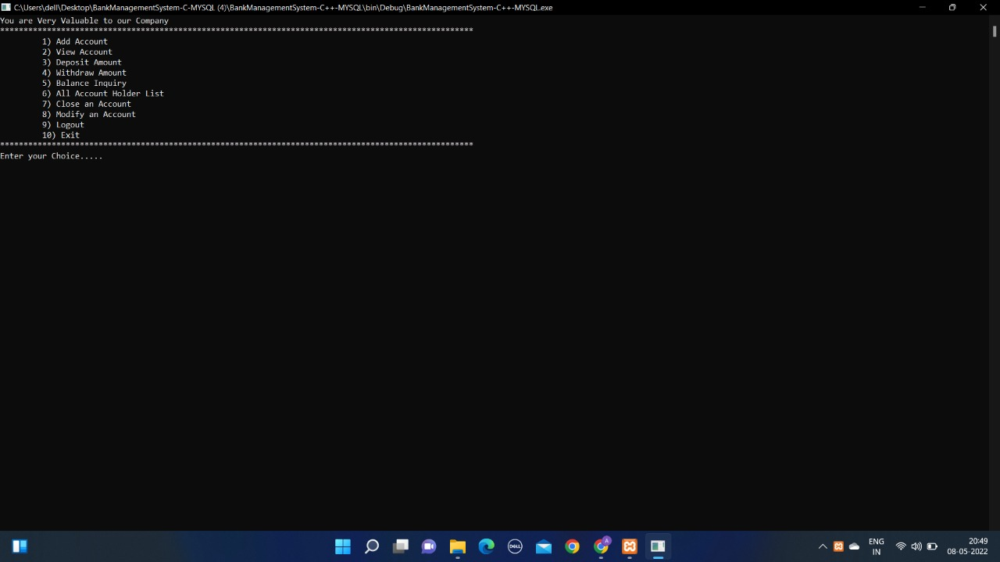 C:\Users\dell\Desktop\BankManagementSystem-C-MYSQL (4)\BankManagementSystem-C++-MYSQL\bin\Debug\BankManagementSystem-C++-MYSQL.exe
You are Very Valuable to our Company
*****************************************************************************************************
1) Add Account
2) View Account
3) Deposit Amount
4) Withdraw Amount
5) Balance Inquiry
6) All Account Holder List
7) Close an Account
8) Modify an Account
9) Logout
10) Exit
*****************************************************************************************************
Enter your Choice.....
DELL
A
ENG
IN
20:49
08-05-2022